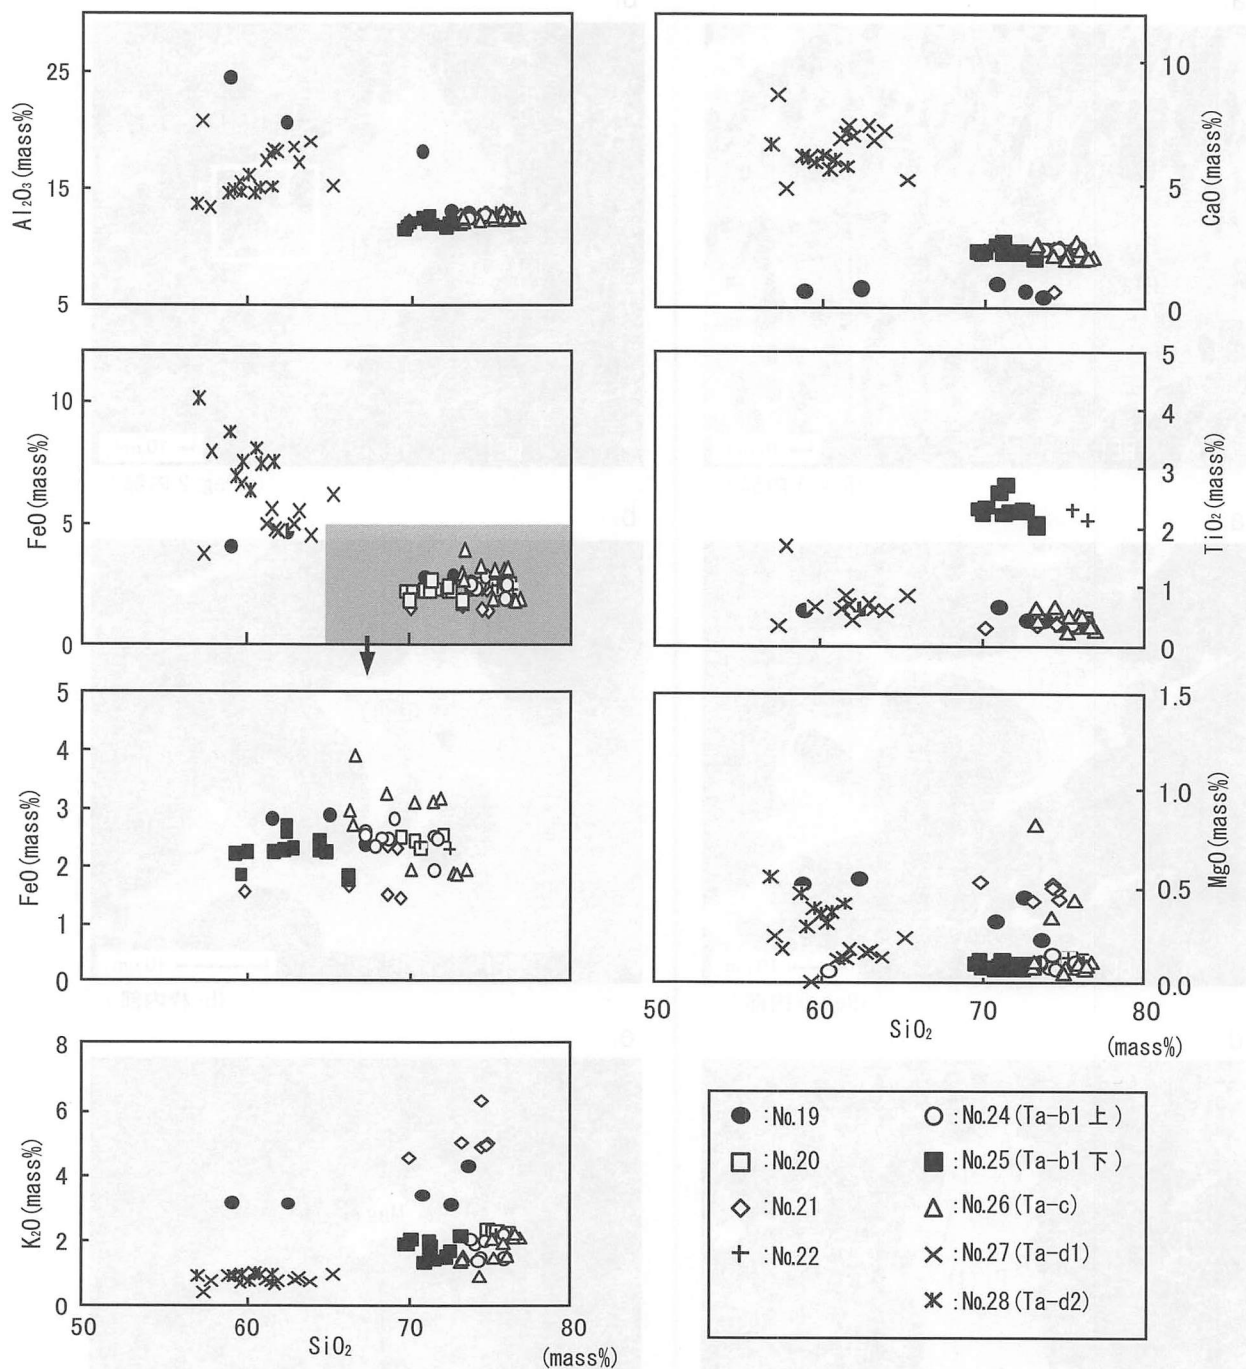 Al₂O₃(mass%)
25
15
5
CaO(mass%)
10
5
0
FeO(mass%)
10
5
0
TiO₂(mass%)
5
4
3
2
1
0
FeO(mass%)
5
4
3
2
1
0
MgO(mass%)
1.5
1.0
0.5
0.0
50
60
70
80
SiO₂
(mass%)
K₂O(mass%)
8
6
4
2
0
50
60
70
80
SiO₂
(mass%)
:No.19
:No.20
:No.21
:No.22
:No.24(Ta-b1 上)
:No.25(Ta-b1 下)
:No.26(Ta-c)
:No.27(Ta-d1)
:No.28(Ta-d2)